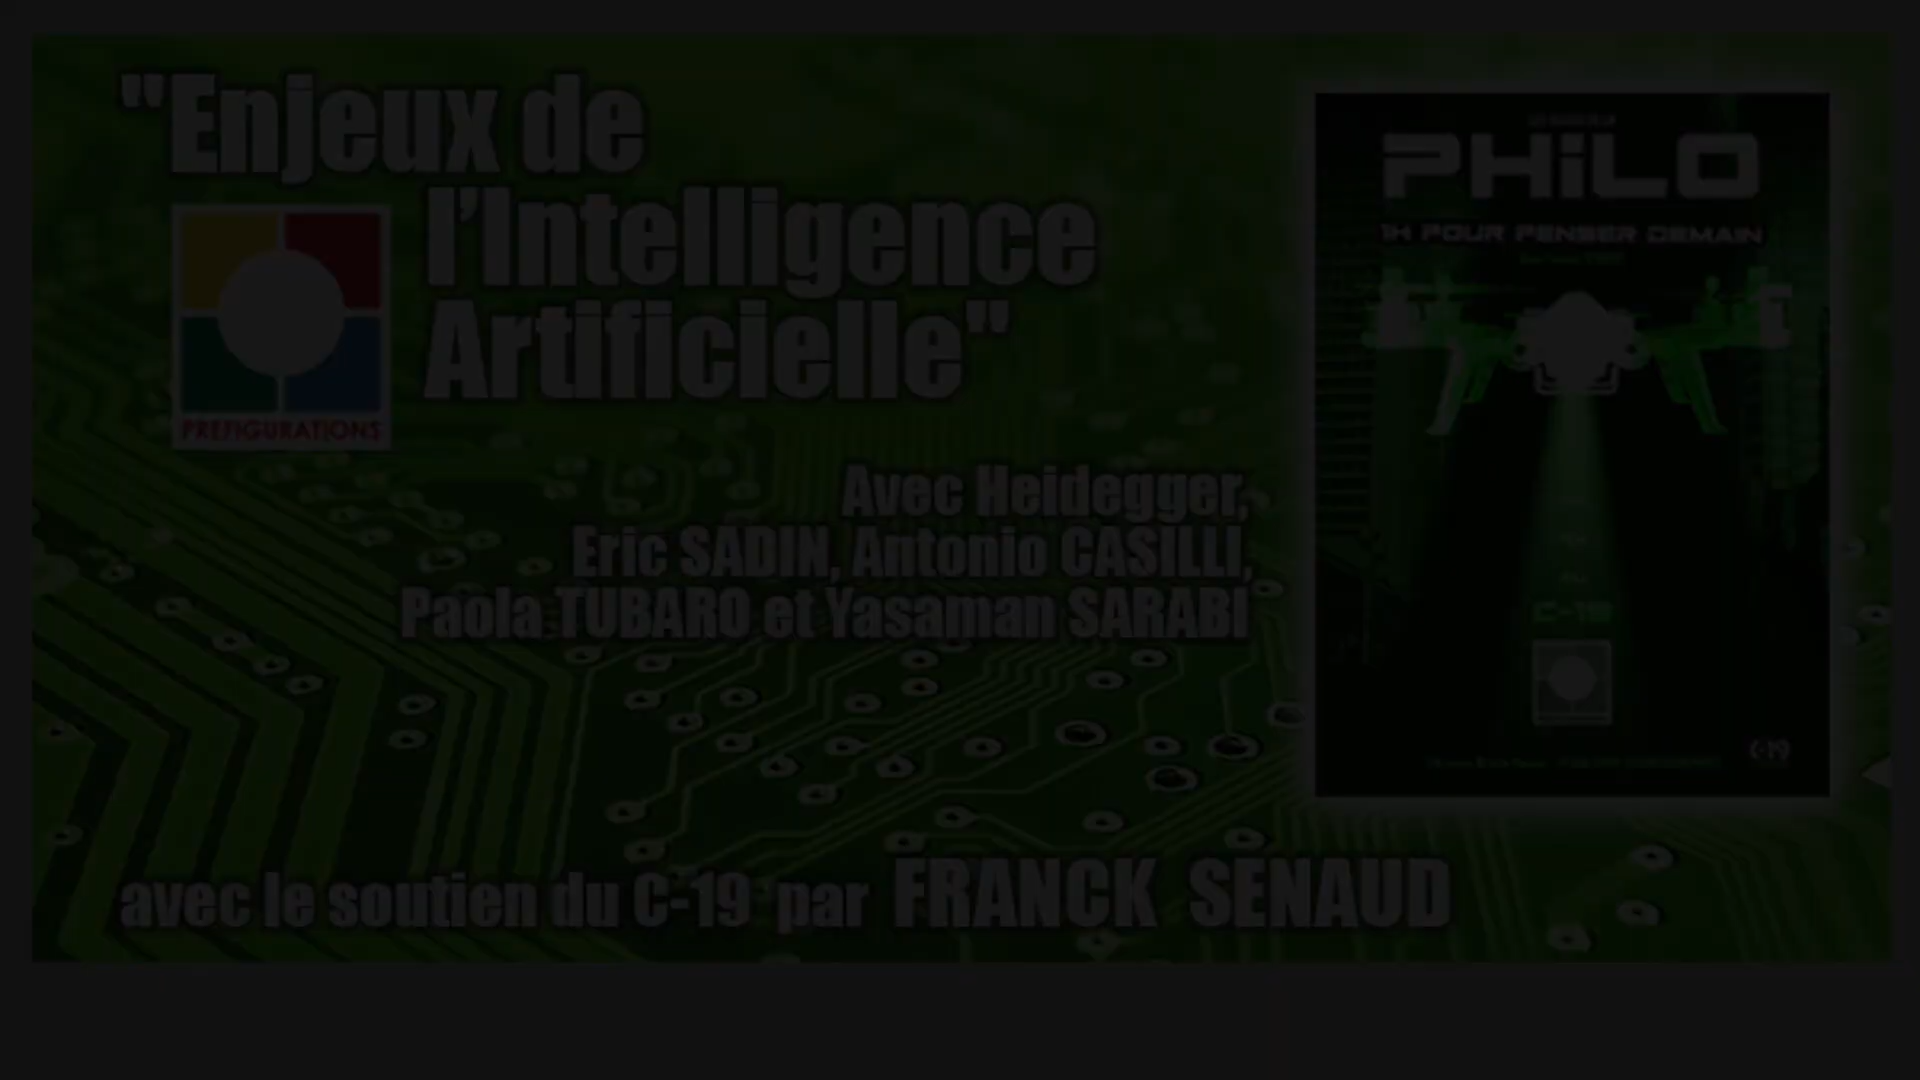 "Enjeux de
l'Intelligence
Artificielle"
PREFIGURATIONS
Avec Heidegger,
Eric SADIN, Antonio CASILLI,
Paola TUBARO et Yasaman SARABI
avec le soutien du C-19 par FRANCK SENAUD
PHiLO
1H POUR PENSER DEMAIN
C-19
C-19